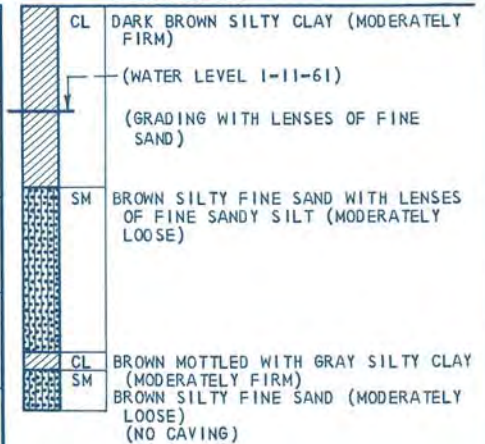 CL DARK BROWN SILTY CLAY (MODERATELY
FIRM)
(WATER LEVEL 1-11-61)
(GRADING WITH LENSES OF FINE
SAND)
SM BROWN SILTY FINE SAND WITH LENSES
OF FINE SANDY SILT (MODERATELY
LOOSE)
CL BROWN MOTTLED WITH GRAY SILTY CLAY
SM (MODERATELY FIRM)
BROWN SILTY FINE SAND (MODERATELY
LOOSE)
(NO CAVING)